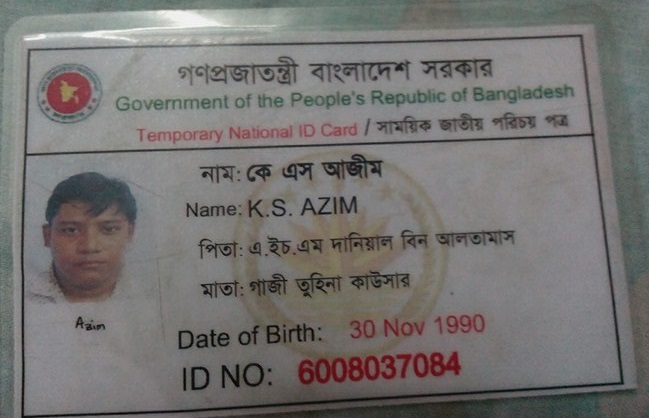 গণপ্রজাতন্ত্রী বাংলাদেশ সরকার
Government of the People's Republic of Bangladesh
Temporary National ID Card / সাময়িক জাতীয় পরিচয় পত্র
নাম: কে এস আজীম
Name: K.S. AZIM
পিতা: এ.ইচ.এম দানিয়াল বিন আলতামাস
মাতা: গাজী তুহিনা কাউসার
Azim
Date of Birth: 30 Nov 1990
ID NO: 6008037084